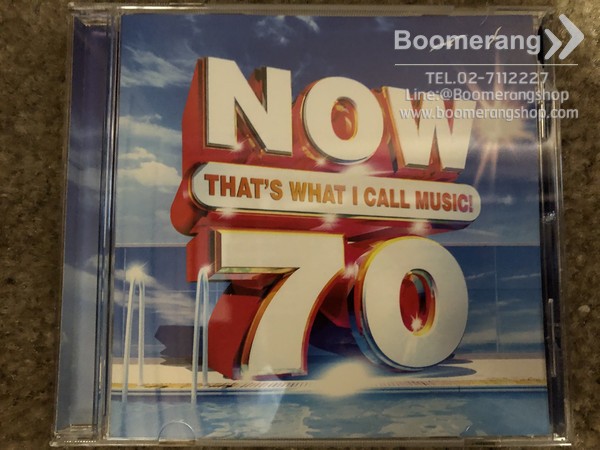 Boomerang
TEL.02-7112227
Line:@Boomerangshop
www.boomerangshop.com
NOW
THAT'S WHAT I CALL MUSIC!
70